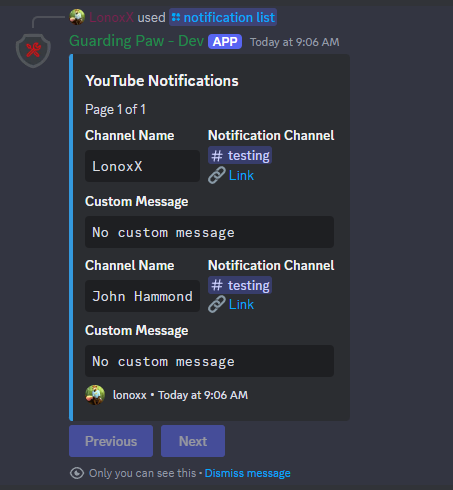 LonoxX used notification list
Guarding Paw - Dev APP Today at 9:06 AM
YouTube Notifications
Page 1 of 1
Channel Name Notification Channel
LonoxX # testing
Link
Custom Message
No custom message
Channel Name Notification Channel
John Hammond # testing
Link
Custom Message
No custom message
lonoxx • Today at 9:06 AM
Previous Next
Only you can see this • Dismiss message